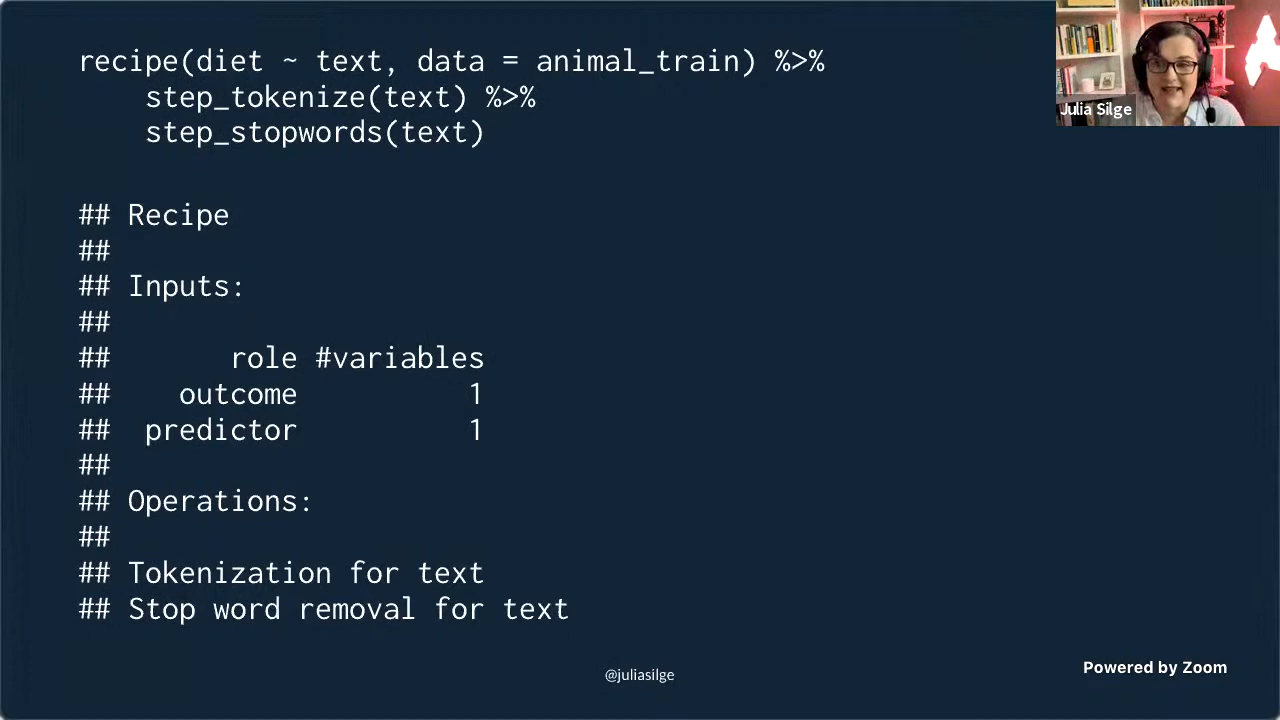 recipe(diet ~ text, data = animal_train) %>%
    step_tokenize(text) %>%
    step_stopwords(text)
## Recipe
##
## Inputs:
##
##       role #variables
##    outcome          1
##  predictor          1
##
## Operations:
##
## Tokenization for text
## Stop word removal for text
@juliasilge
Julia Silge
Powered by Zoom